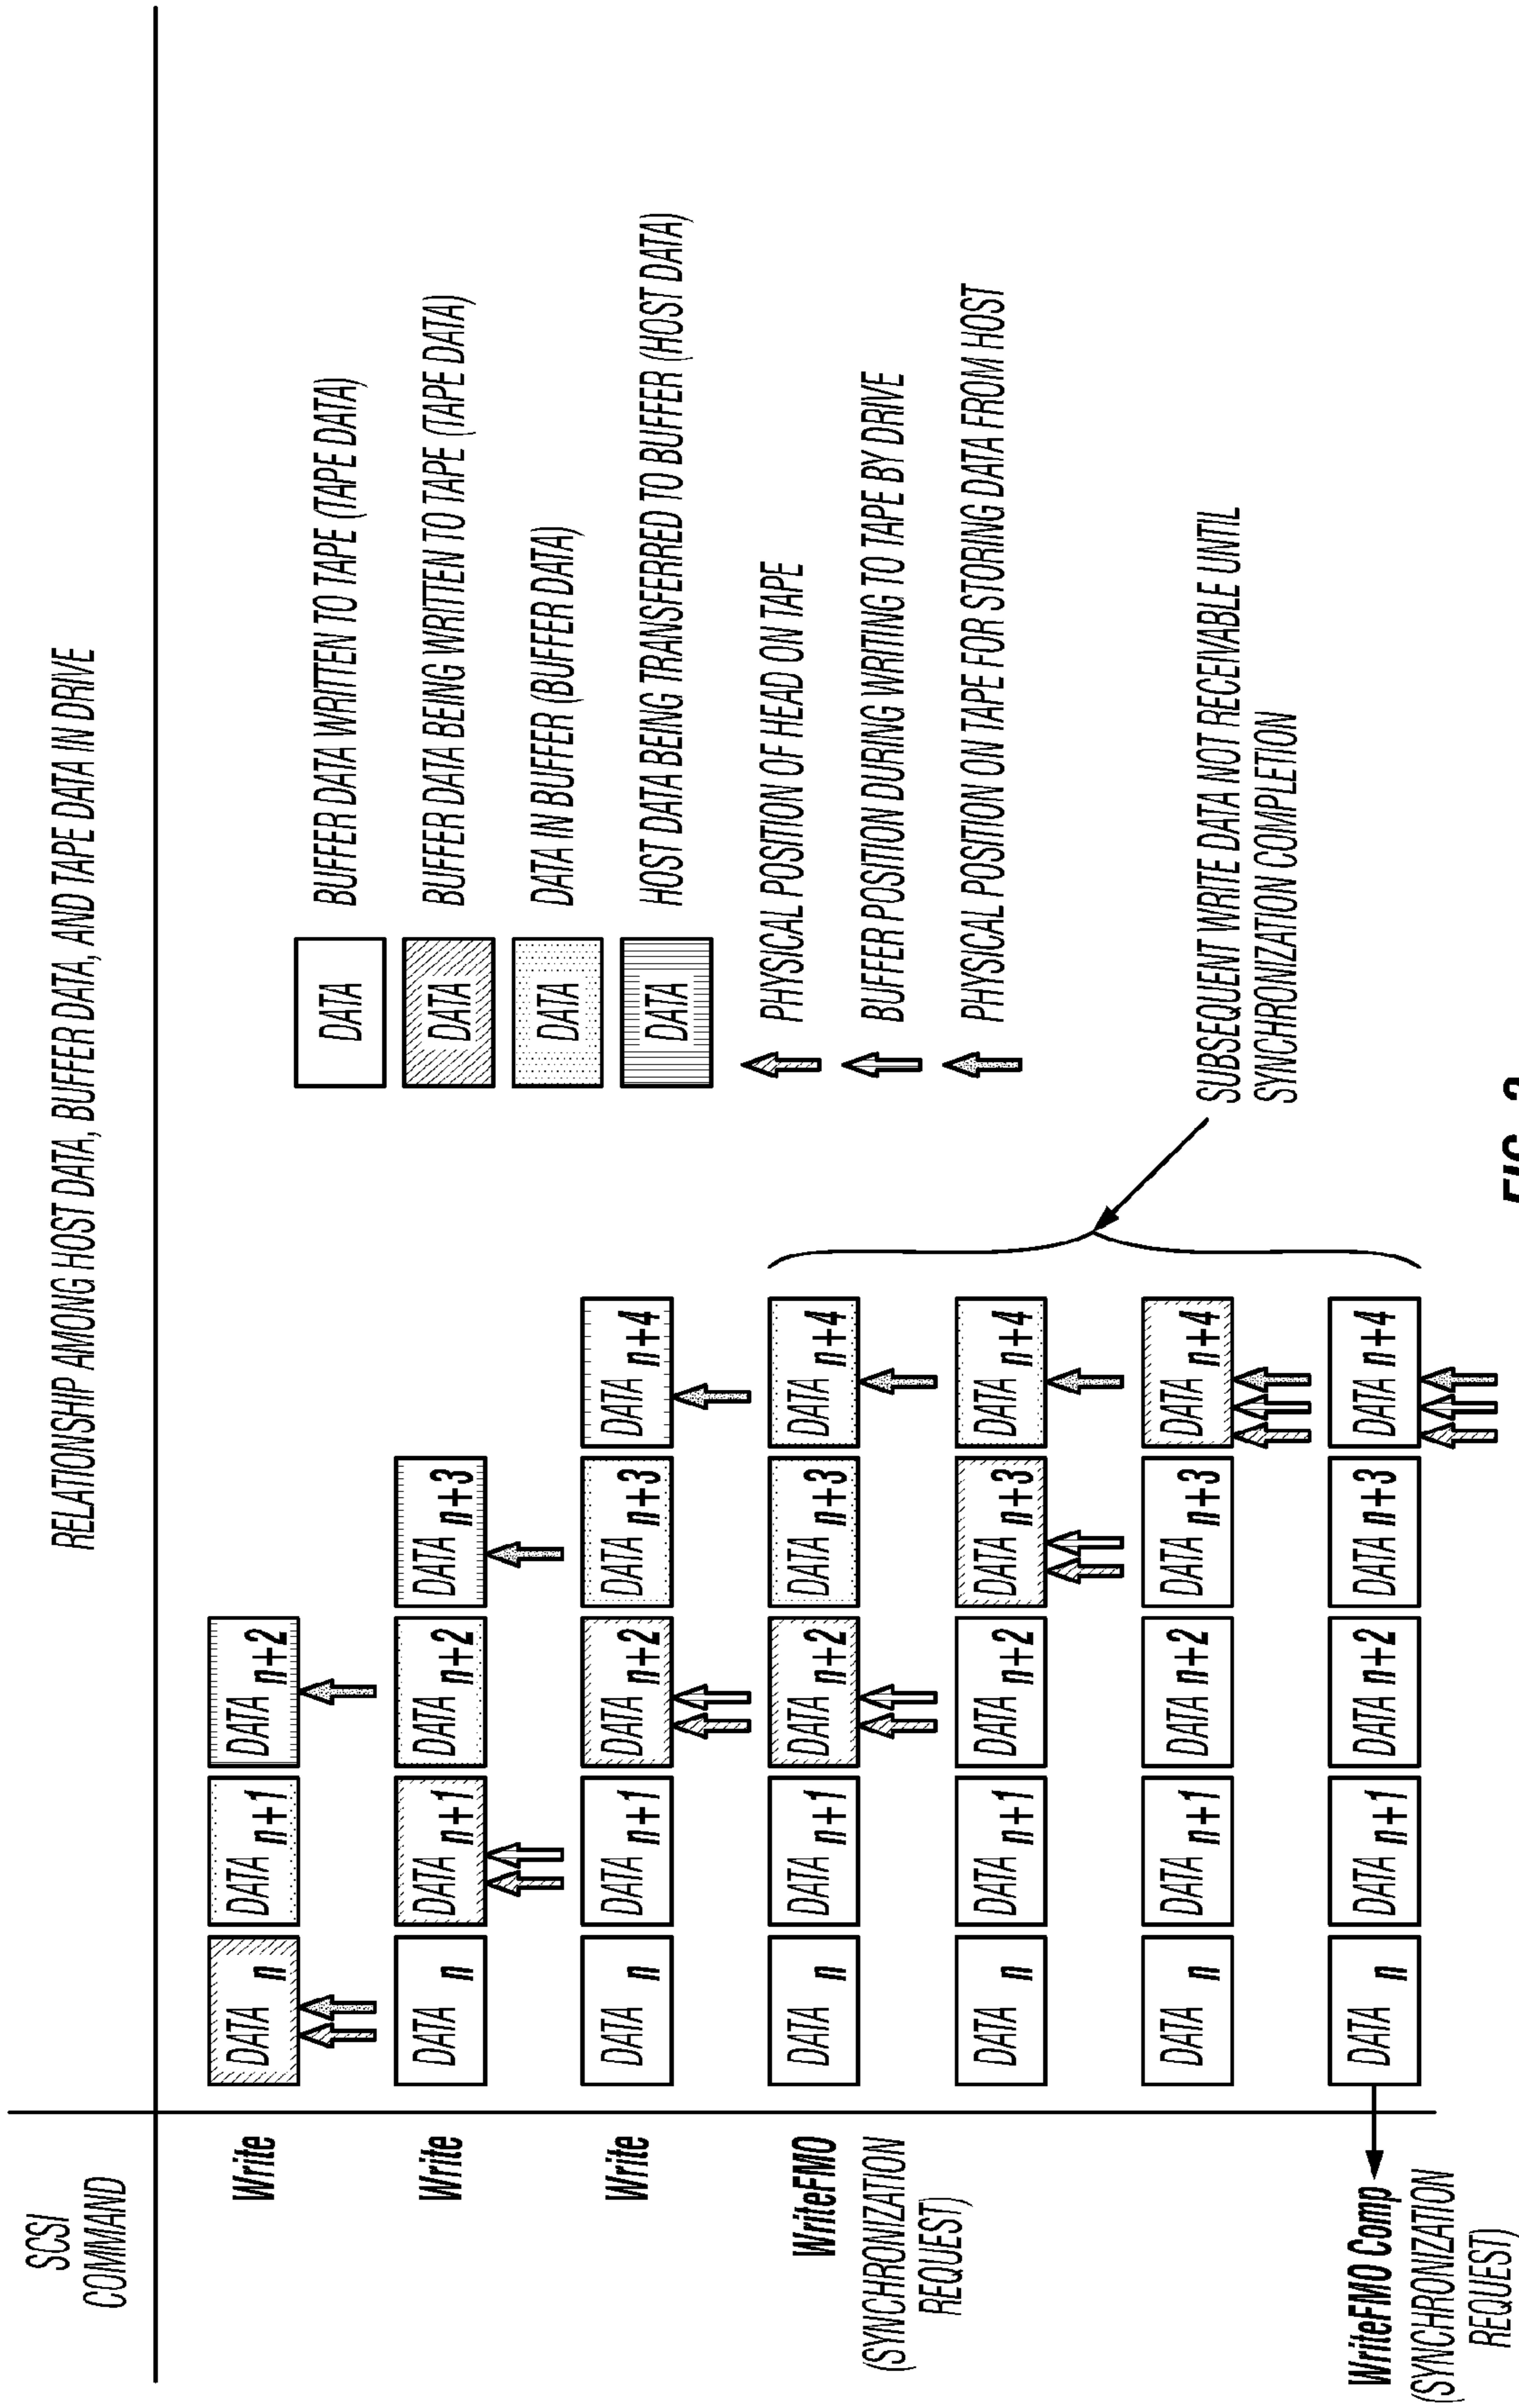 RELATIONSHIP AMONG HOST DATA, BUFFER DATA, AND TAPE DATA IN DRIVE
SCSI
COMMAND
Write
DATA n
DATA n+1
DATA n+2
Write
DATA n
DATA n+1
DATA n+2
DATA n+3
Write
DATA n
DATA n+1
DATA n+2
DATA n+3
DATA n+4
WriteFM0
(SYNCHRONIZATION
REQUEST)
DATA n
DATA n+1
DATA n+2
DATA n+3
DATA n+4
DATA n
DATA n+1
DATA n+2
DATA n+3
DATA n+4
DATA n
DATA n+1
DATA n+2
DATA n+3
DATA n+4
WriteFM0 Comp
(SYNCHRONIZATION
REQUEST)
DATA n
DATA n+1
DATA n+2
DATA n+3
DATA n+4
DATA
BUFFER DATA WRITTEN TO TAPE (TAPE DATA)
DATA
BUFFER DATA BEING WRITTEN TO TAPE (TAPE DATA)
DATA
DATA IN BUFFER (BUFFER DATA)
DATA
HOST DATA BEING TRANSFERRED TO BUFFER (HOST DATA)
PHYSICAL POSITION OF HEAD ON TAPE
BUFFER POSITION DURING WRITING TO TAPE BY DRIVE
PHYSICAL POSITION ON TAPE FOR STORING DATA FROM HOST
SUBSEQUENT WRITE DATA NOT RECEIVABLE UNTIL
SYNCHRONIZATION COMPLETION
FIG.